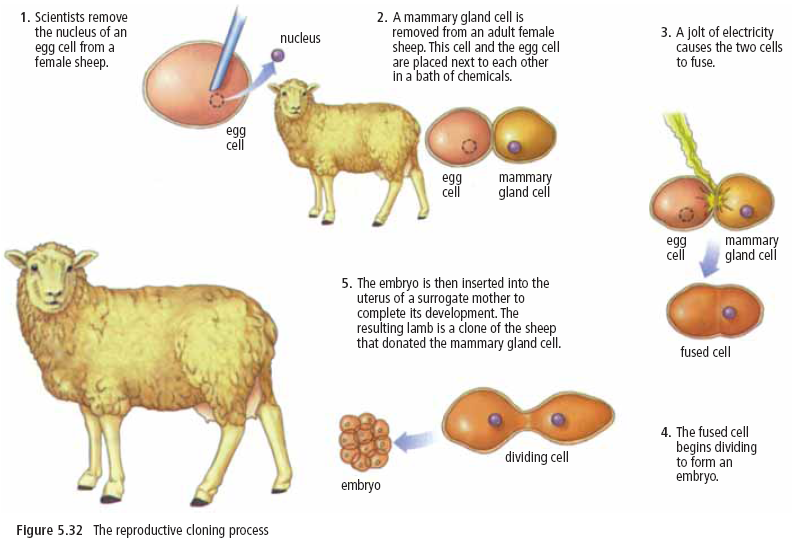 1. Scientists remove
the nucleus of an
egg cell from a
female sheep.
nucleus
egg
cell
2. A mammary gland cell is
removed from an adult female
sheep. This cell and the egg cell
are placed next to each other
in a bath of chemicals.
egg
cell
mammary
gland cell
3. A jolt of electricity
causes the two cells
to fuse.
egg
cell
mammary
gland cell
fused cell
4. The fused cell
begins dividing
to form an
embryo.
dividing cell
embryo
5. The embryo is then inserted into the
uterus of a surrogate mother to
complete its development. The
resulting lamb is a clone of the sheep
that donated the mammary gland cell.
Figure 5.32 The reproductive cloning process